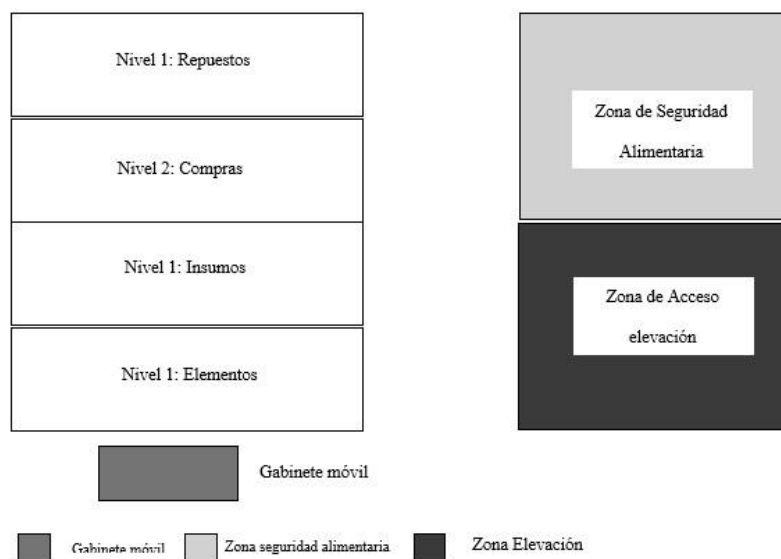 Nivel 1: Repuestos
Nivel 2: Compras
Nivel 1: Insumos
Nivel 1: Elementos
Zona de Seguridad
Alimentaria
Zona de Acceso
elevación
Gabinete móvil
Gabinete móvil
Zona seguridad alimentaria
Zona Elevación